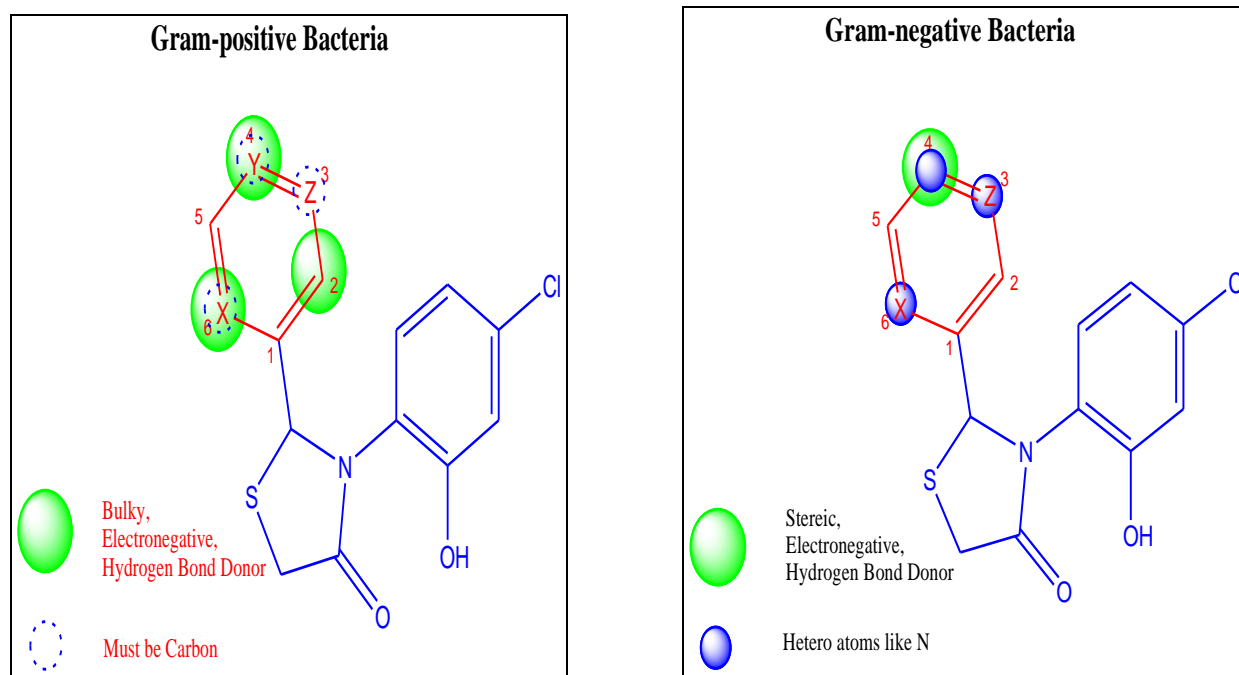 Gram-positive Bacteria
4
Y
3
Z
5
2
X
6
1
Cl
N
S
OH
O
Bulky,
Electronegative,
Hydrogen Bond Donor
Must be Carbon
Gram-negative Bacteria
4
3
Z
5
2
X
6
1
N
S
OH
O
Stereic,
Electronegative,
Hydrogen Bond Donor
Hetero atoms like N